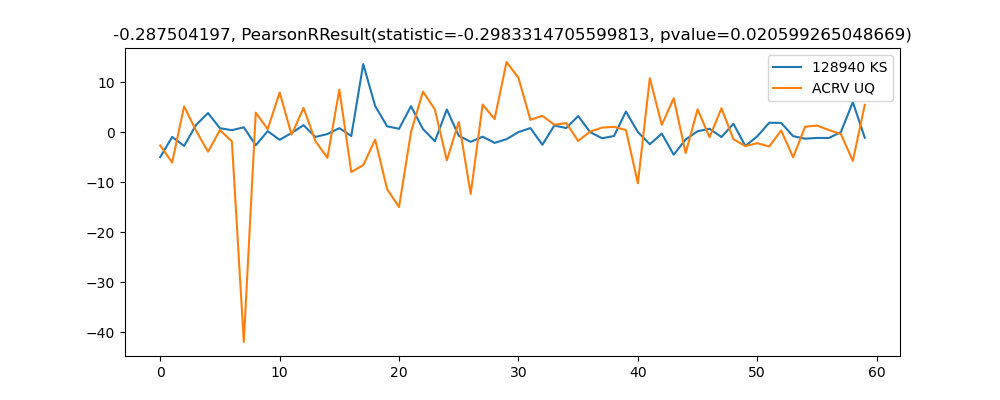 -0.287504197, PearsonRResult(statistic=-0.2983314705599813, pvalue=0.020599265048669)
128940 KS
ACRV UQ
10
0
−10
−20
−30
−40
0 10 20 30 40 50 60